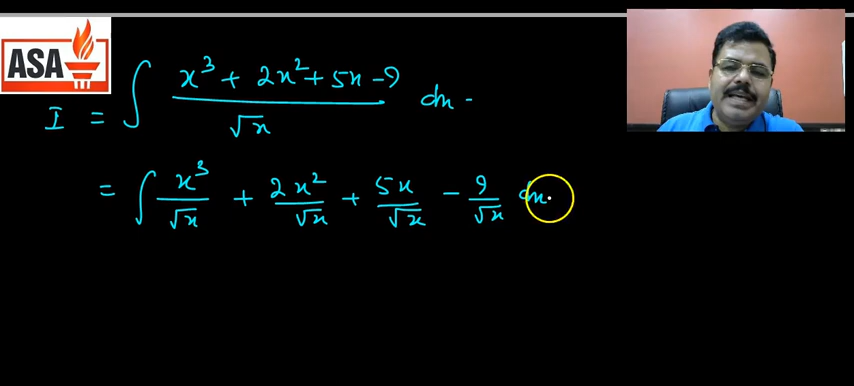 ASA
I = ∫ (x³ + 2x² + 5x - 9)/√x dx .
= ∫ x³/√x + 2x²/√x + 5x/√x - 9/√x dx